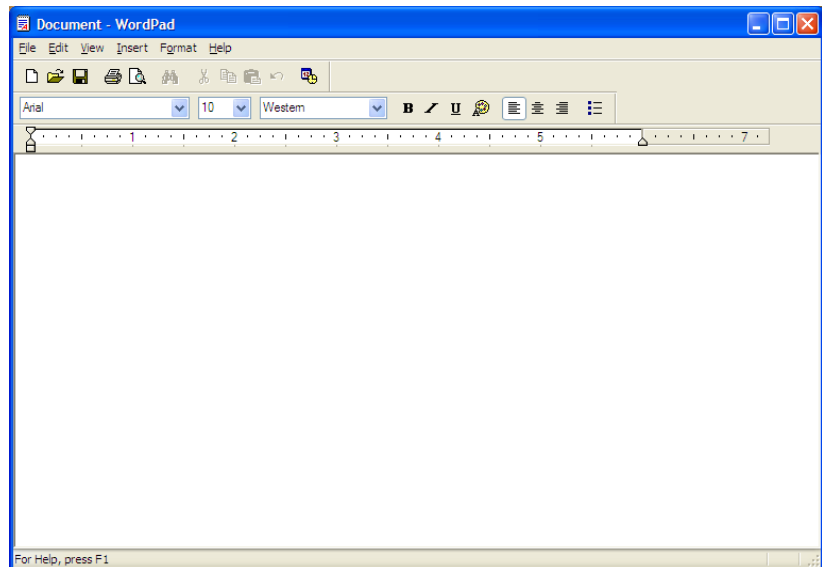 Document - WordPad
File Edit View Insert Format Help
Arial 10 Western B I U
1 2 3 4 5 7
For Help, press F1